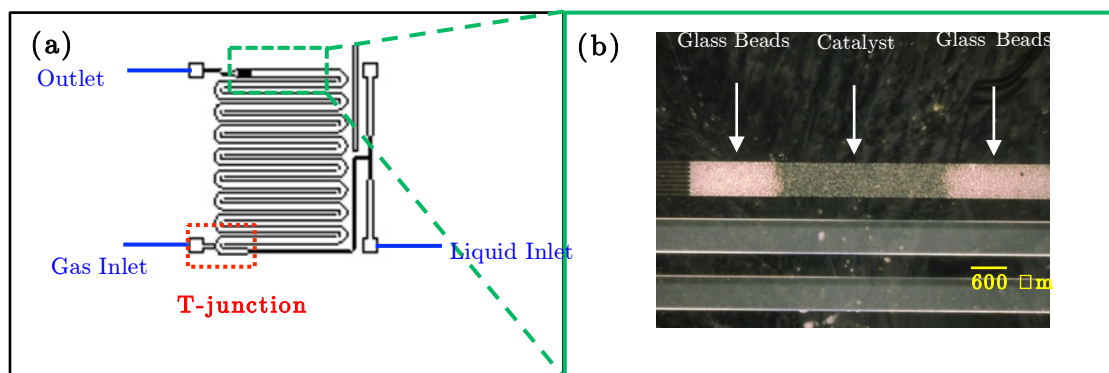 (a)
Outlet
Gas Inlet
Liquid Inlet
T-junction
(b)
Glass Beads
Catalyst
Glass Beads
600 □m